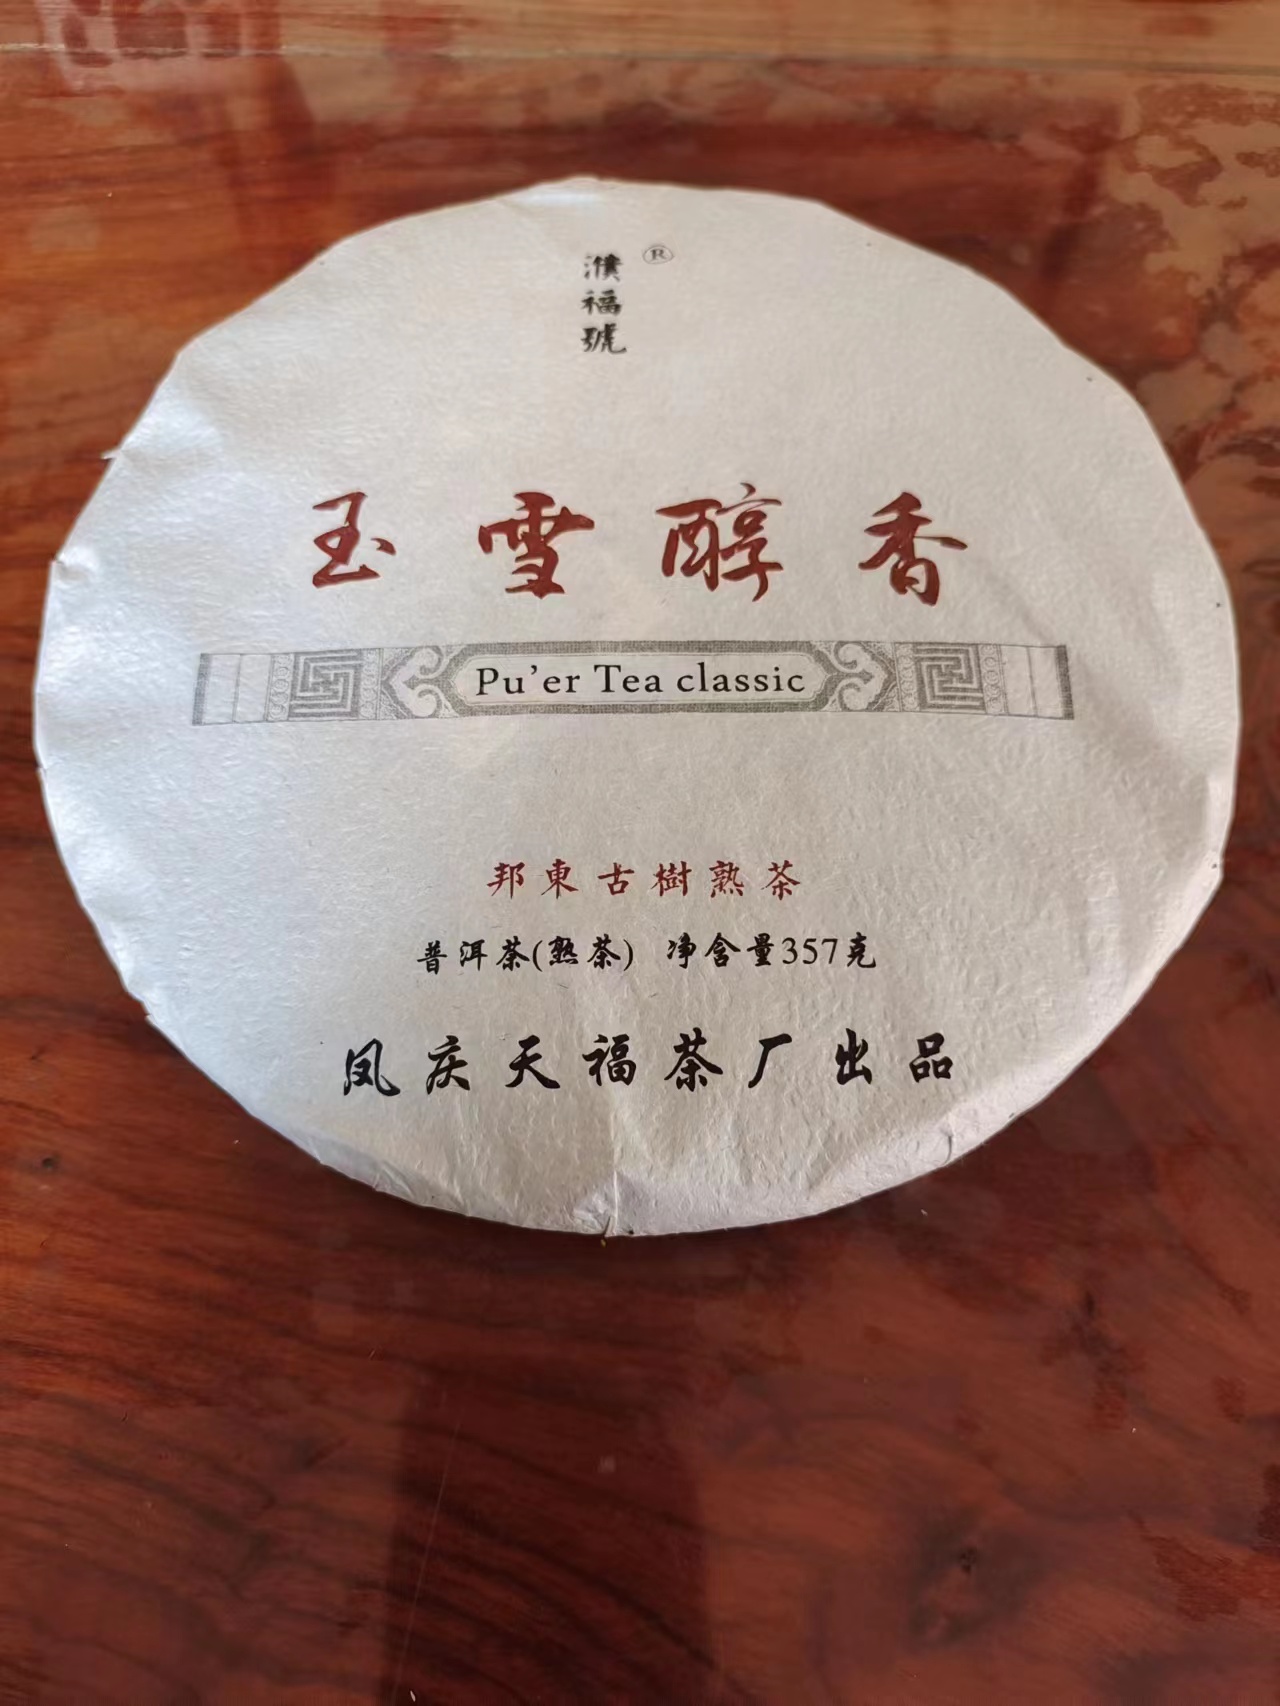 濮福號®
玉雪醇香
Pu'er Tea classic
邦東古樹熟茶
普洱茶(熟茶) 净含量357克
凤庆天福茶厂出品